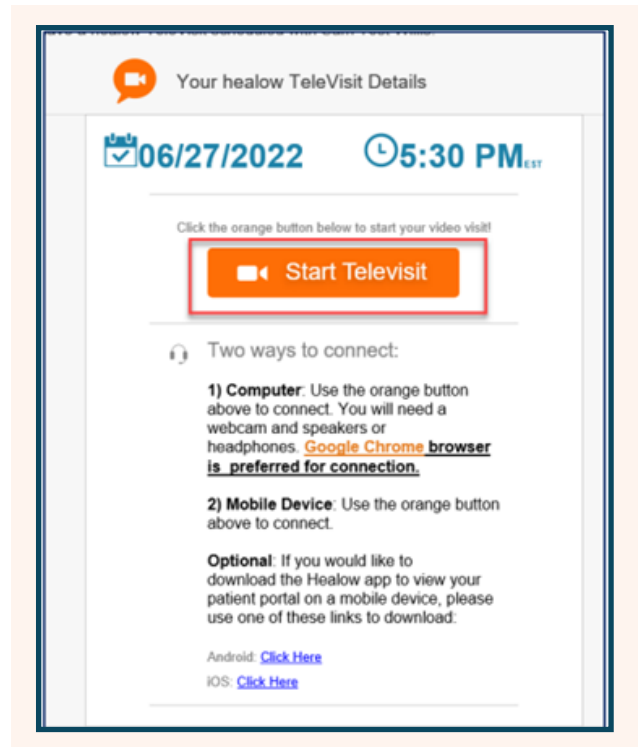 Your healow TeleVisit Details
06/27/2022 5:30 PM EST
Click the orange button below to start your video visit!
Start Televisit
Two ways to connect:
1) Computer: Use the orange button
above to connect. You will need a
webcam and speakers or
headphones. Google Chrome browser
is preferred for connection.
2) Mobile Device: Use the orange button
above to connect.
Optional: If you would like to
download the Healow app to view your
patient portal on a mobile device, please
use one of these links to download:
Android: Click Here
iOS: Click Here